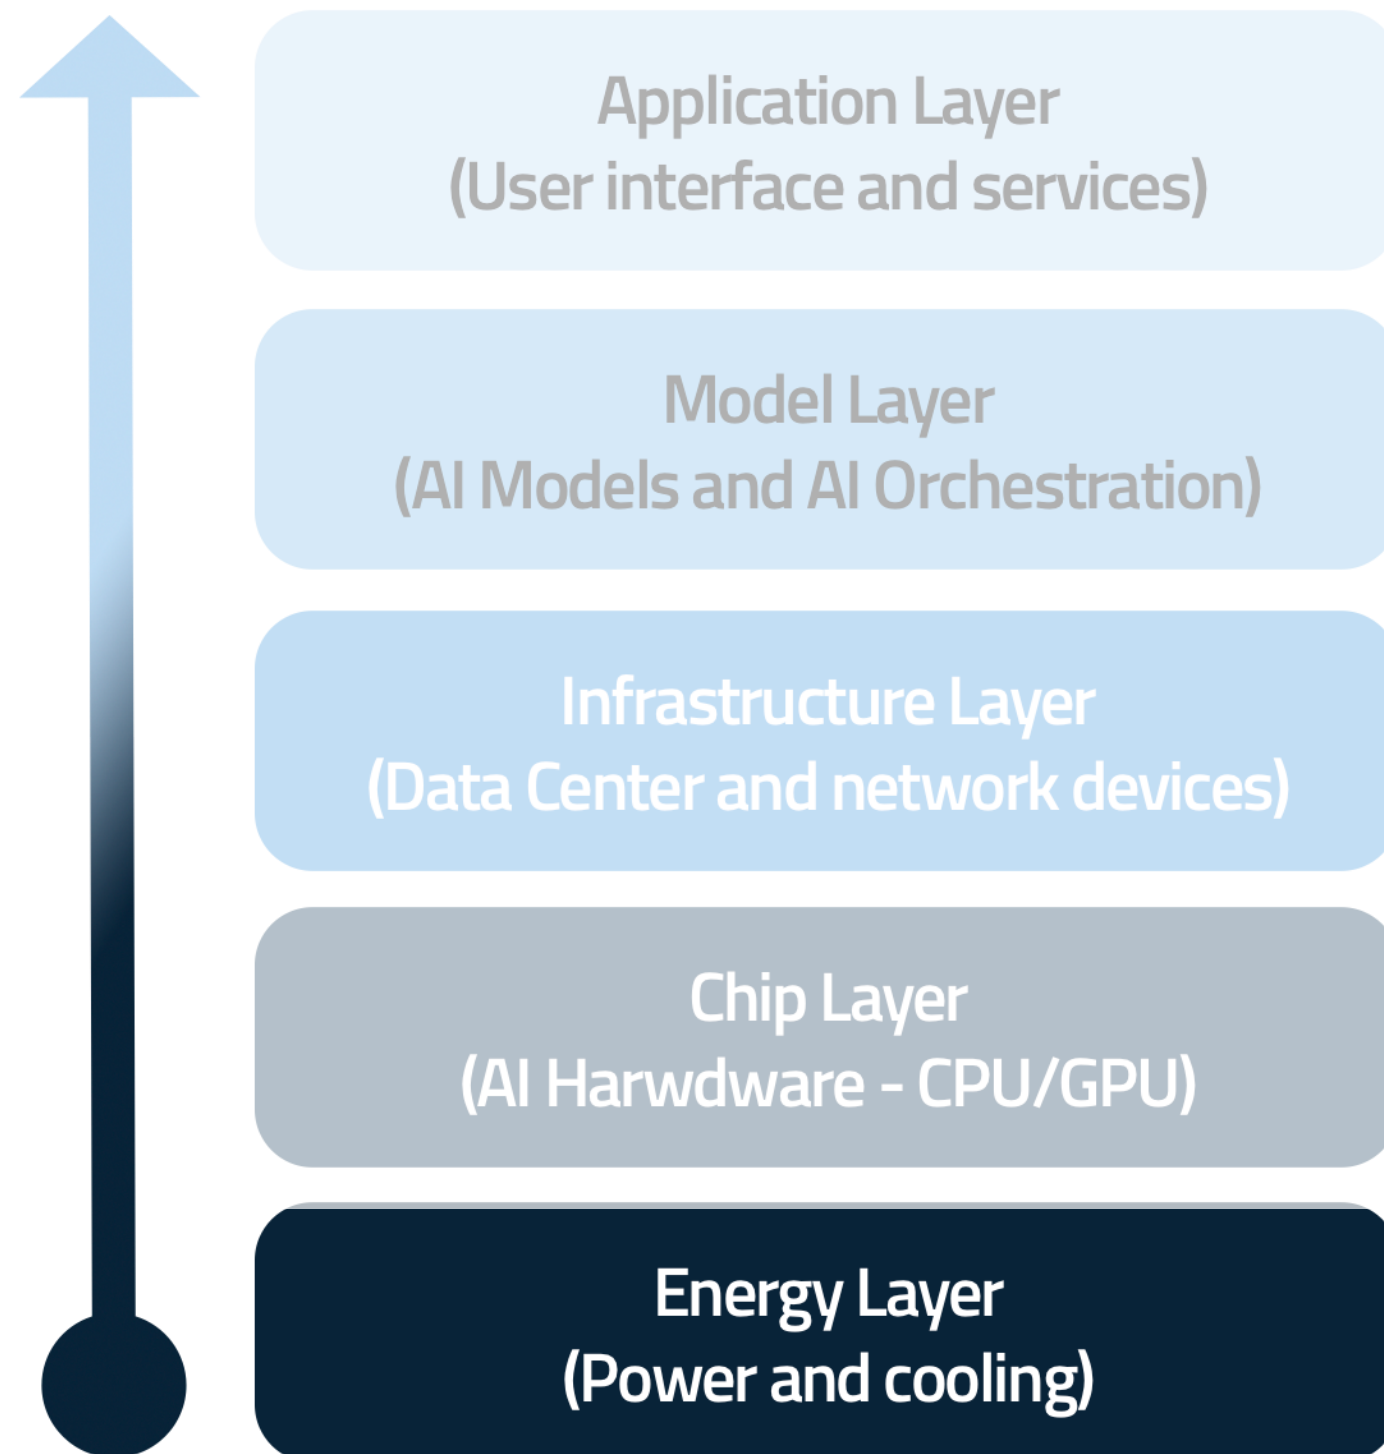 Application Layer
(User interface and services)
Model Layer
(AI Models and AI Orchestration)
Infrastructure Layer
(Data Center and network devices)
Chip Layer
(AI Harwdware - CPU/GPU)
Energy Layer
(Power and cooling)